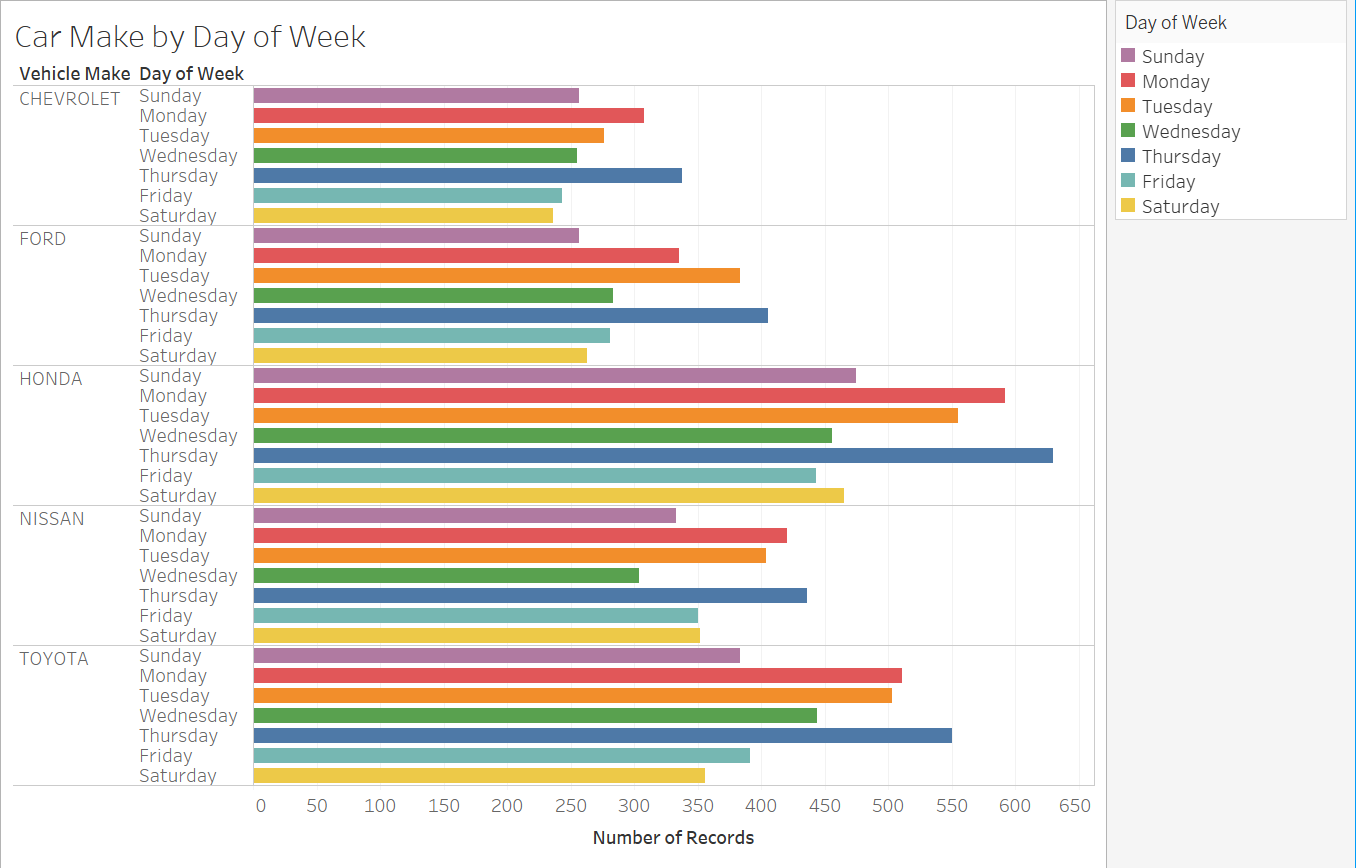 Car Make by Day of Week
Day of Week
Vehicle Make Day of Week
CHEVROLET Sunday
Monday
Tuesday
Wednesday
Thursday
Friday
Saturday
FORD Sunday
Monday
Tuesday
Wednesday
Thursday
Friday
Saturday
HONDA Sunday
Monday
Tuesday
Wednesday
Thursday
Friday
Saturday
NISSAN Sunday
Monday
Tuesday
Wednesday
Thursday
Friday
Saturday
TOYOTA Sunday
Monday
Tuesday
Wednesday
Thursday
Friday
Saturday
0 50 100 150 200 250 300 350 400 450 500 550 600 650
Number of Records
Sunday
Monday
Tuesday
Wednesday
Thursday
Friday
Saturday